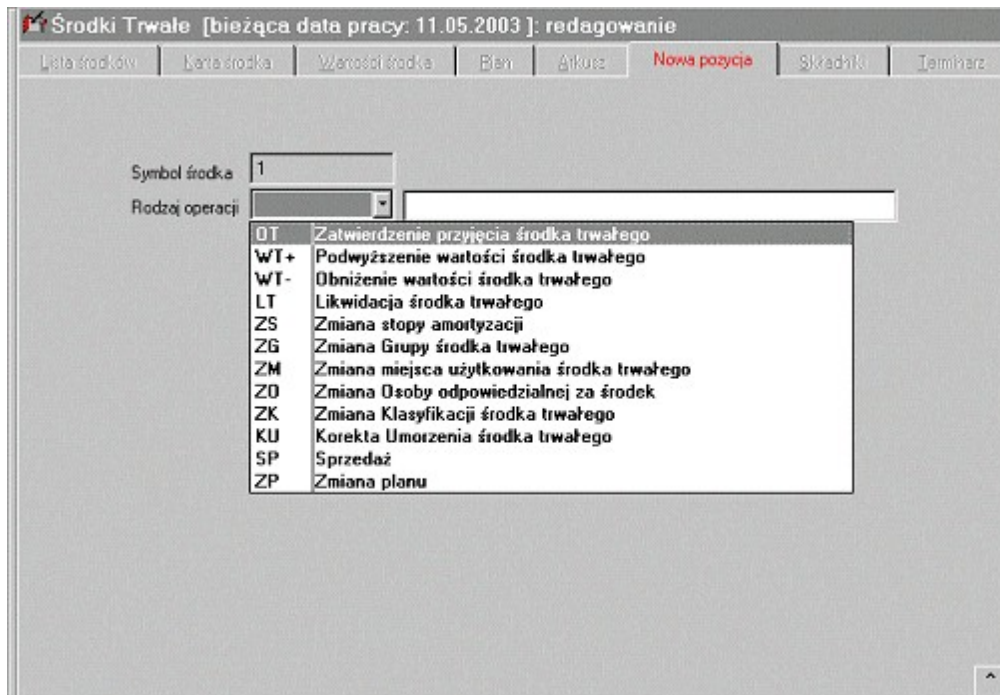 Środki Trwałe [bieżąca data pracy: 11.05.2003 ]: redagowanie
Lista środków Karta środka Wartości środka Plan Arkusz Nowa pozycja Składniki Terminarz
Symbol środka 1
Rodzaj operacji
OT Zatwierdzenie przyjęcia środka trwałego
WT+ Podwyższenie wartości środka trwałego
WT- Obniżenie wartości środka trwałego
LT Likwidacja środka trwałego
ZS Zmiana stopy amortyzacji
ZG Zmiana Grupy środka trwałego
ZM Zmiana miejsca użytkowania środka trwałego
ZO Zmiana Osoby odpowiedzialnej za środek
ZK Zmiana Klasyfikacji środka trwałego
KU Korekta Umorzenia środka trwałego
SP Sprzedaż
ZP Zmiana planu